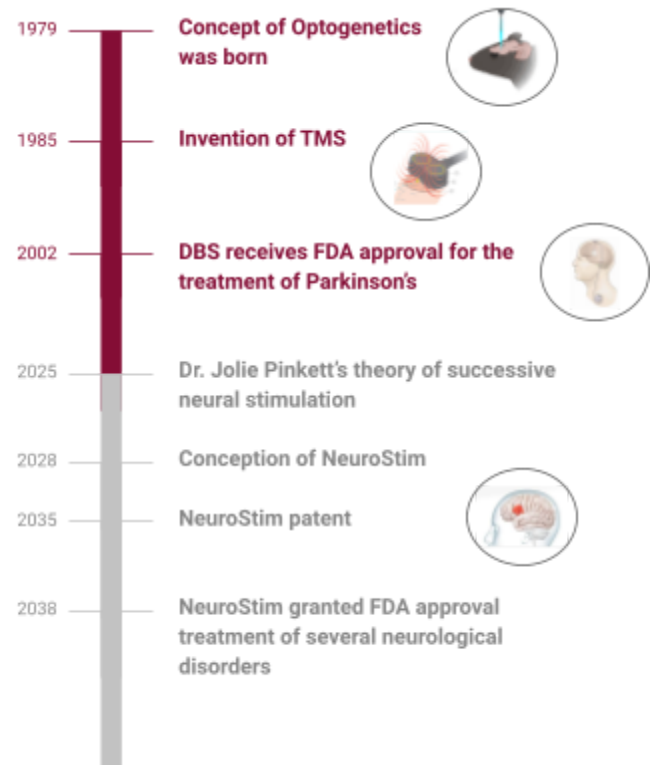 1979
Concept of Optogenetics
was born
1985
Invention of TMS
2002
DBS receives FDA approval for the
treatment of Parkinson's
2025
Dr. Jolie Pinkett's theory of successive
neural stimulation
2028
Conception of NeuroStim
2035
NeuroStim patent
2038
NeuroStim granted FDA approval
treatment of several neurological
disorders